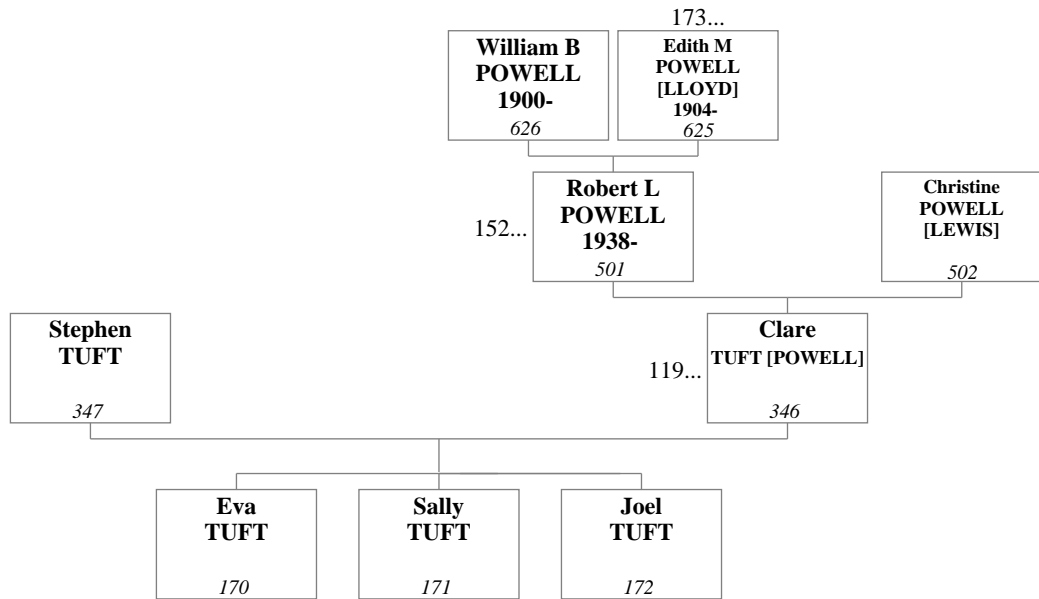 173...
William B
POWELL
1900-
626
Edith M
POWELL
[LLOYD]
1904-
625
152...
Robert L
POWELL
1938-
501
Christine
POWELL
[LEWIS]
502
Stephen
TUFT
347
119...
Clare
TUFT [POWELL]
346
Eva
TUFT
170
Sally
TUFT
171
Joel
TUFT
172